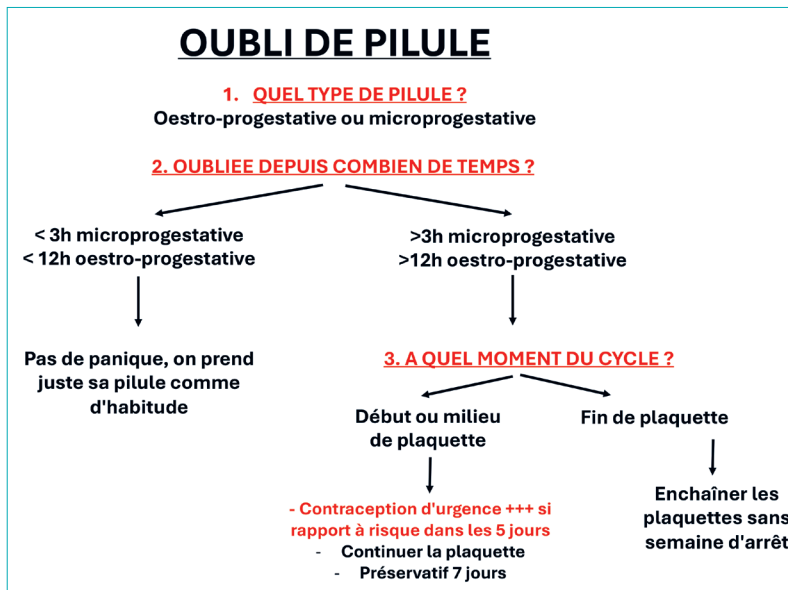 OUBLI DE PILULE
1. QUEL TYPE DE PILULE ?
Oestro-progestative ou microprogestative
2. OUBLIEE DEPUIS COMBIEN DE TEMPS ?
< 3h microprogestative
< 12h oestro-progestative
>3h microprogestative
>12h oestro-progestative
Pas de panique, on prend
juste sa pilule comme
d'habitude
3. A QUEL MOMENT DU CYCLE ?
Début ou milieu
de plaquette
Fin de plaquette
- Contraception d'urgence +++ si
rapport à risque dans les 5 jours
- Continuer la plaquette
- Préservatif 7 jours
Enchaîner les
plaquettes sans
semaine d'arrêt